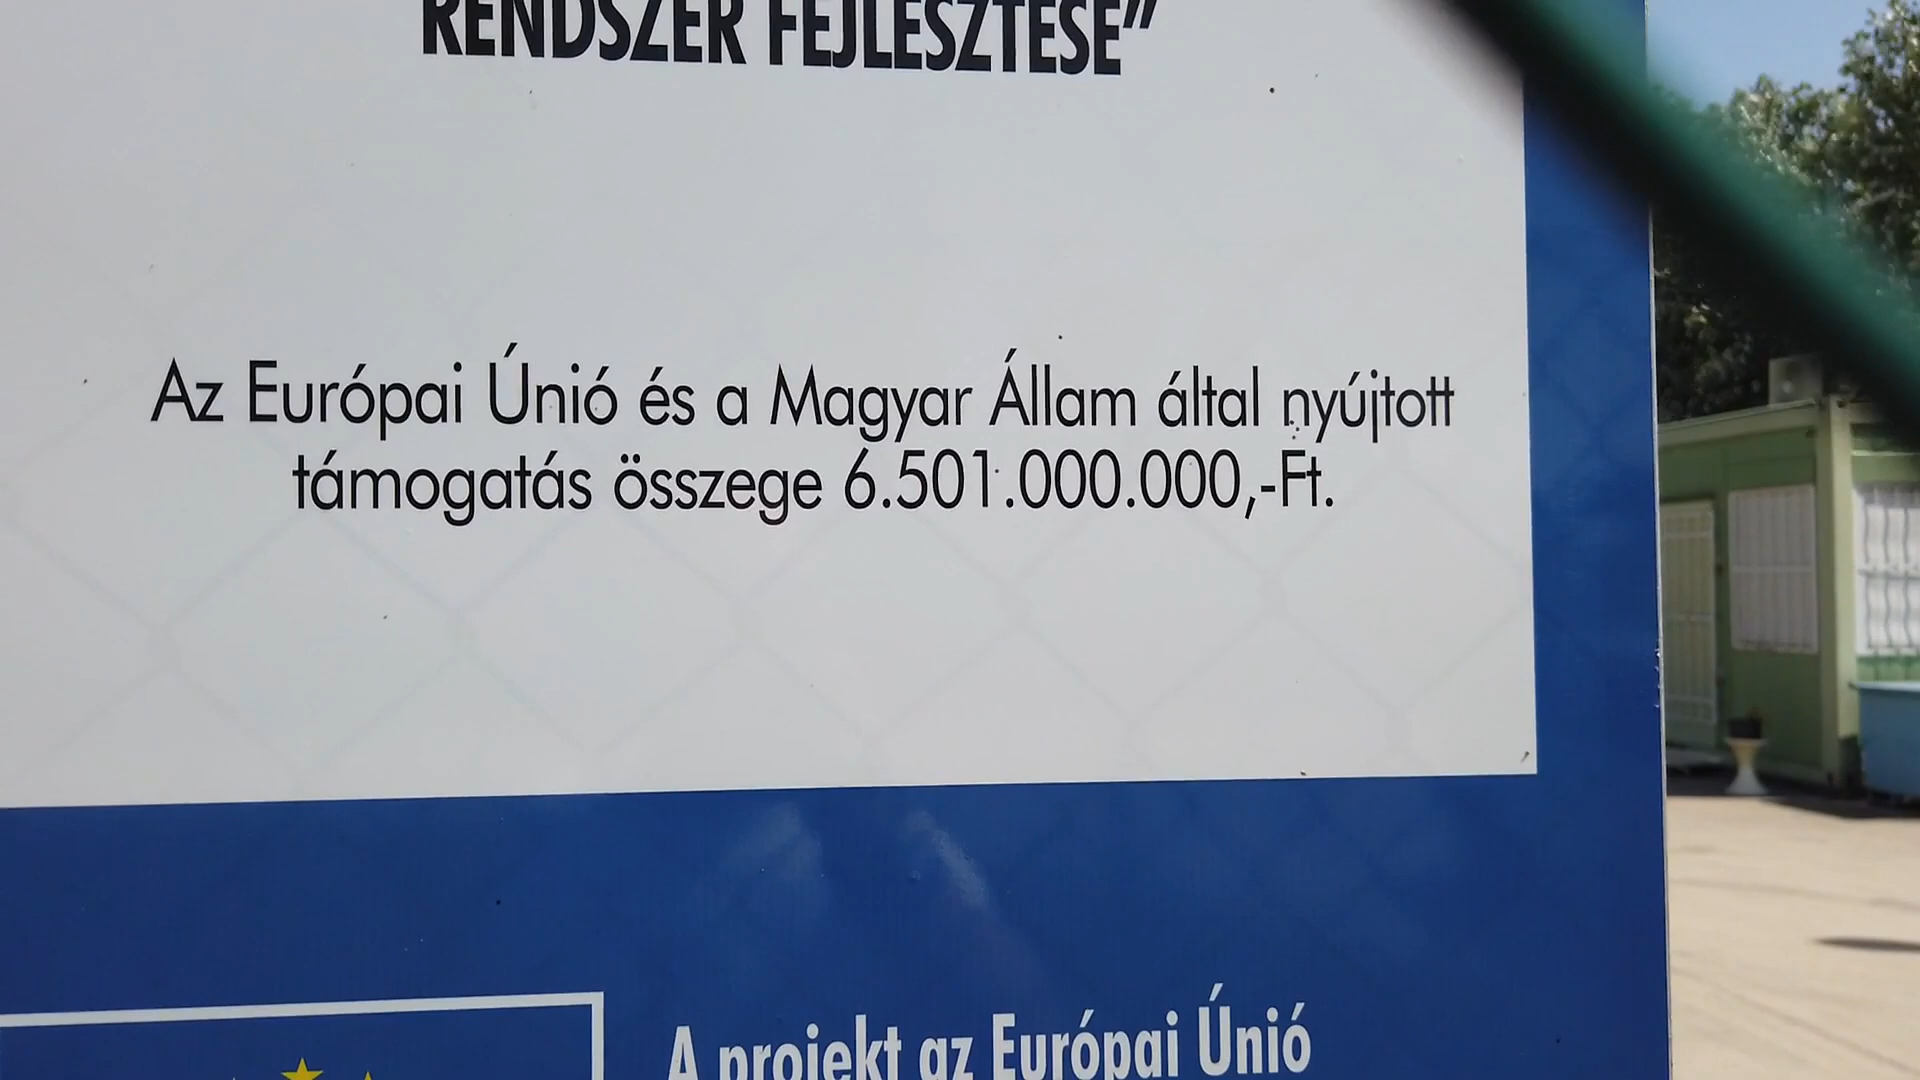 RENDSZER FEJLESZTÉSE”
Az Európai Únió és a Magyar Állam által nyújtott
támogatás összege 6.501.000.000,-Ft.
A projekt az Európai Únió